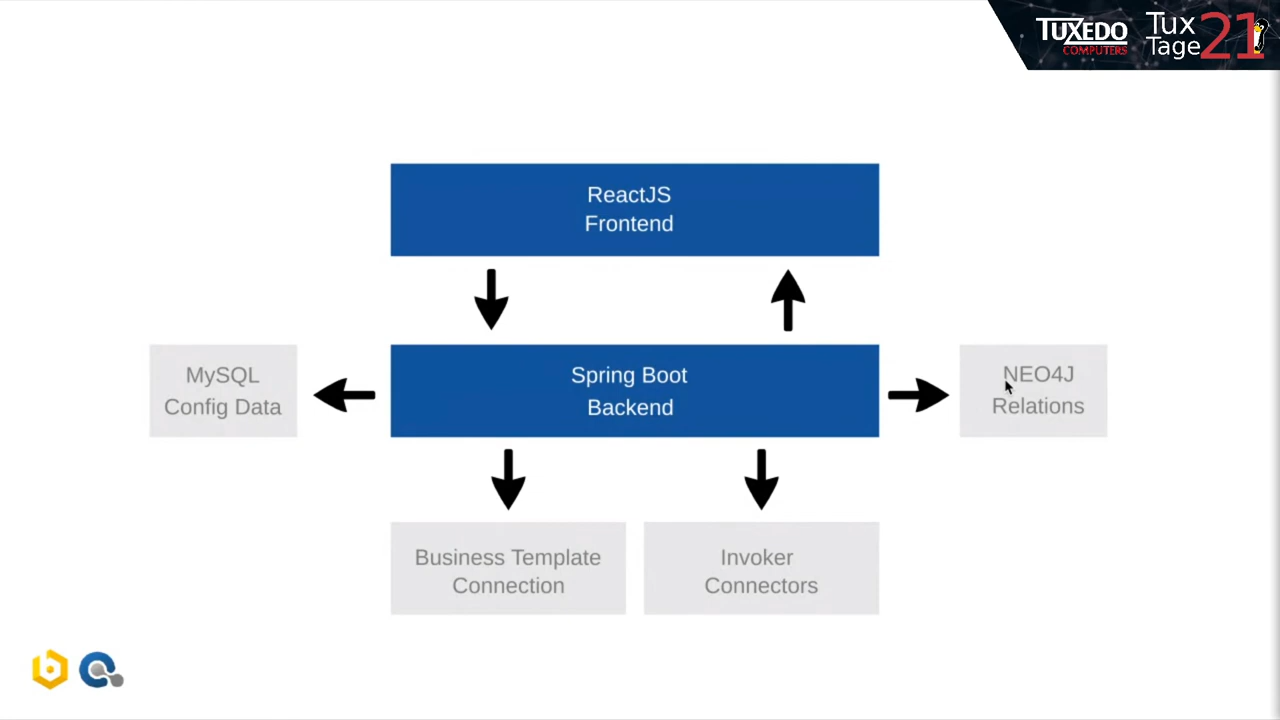 TUXEDO
COMPUTERS
Tux
Tage
21
ReactJS
Frontend
MySQL
Config Data
Spring Boot
Backend
NEO4J
Relations
Business Template
Connection
Invoker
Connectors